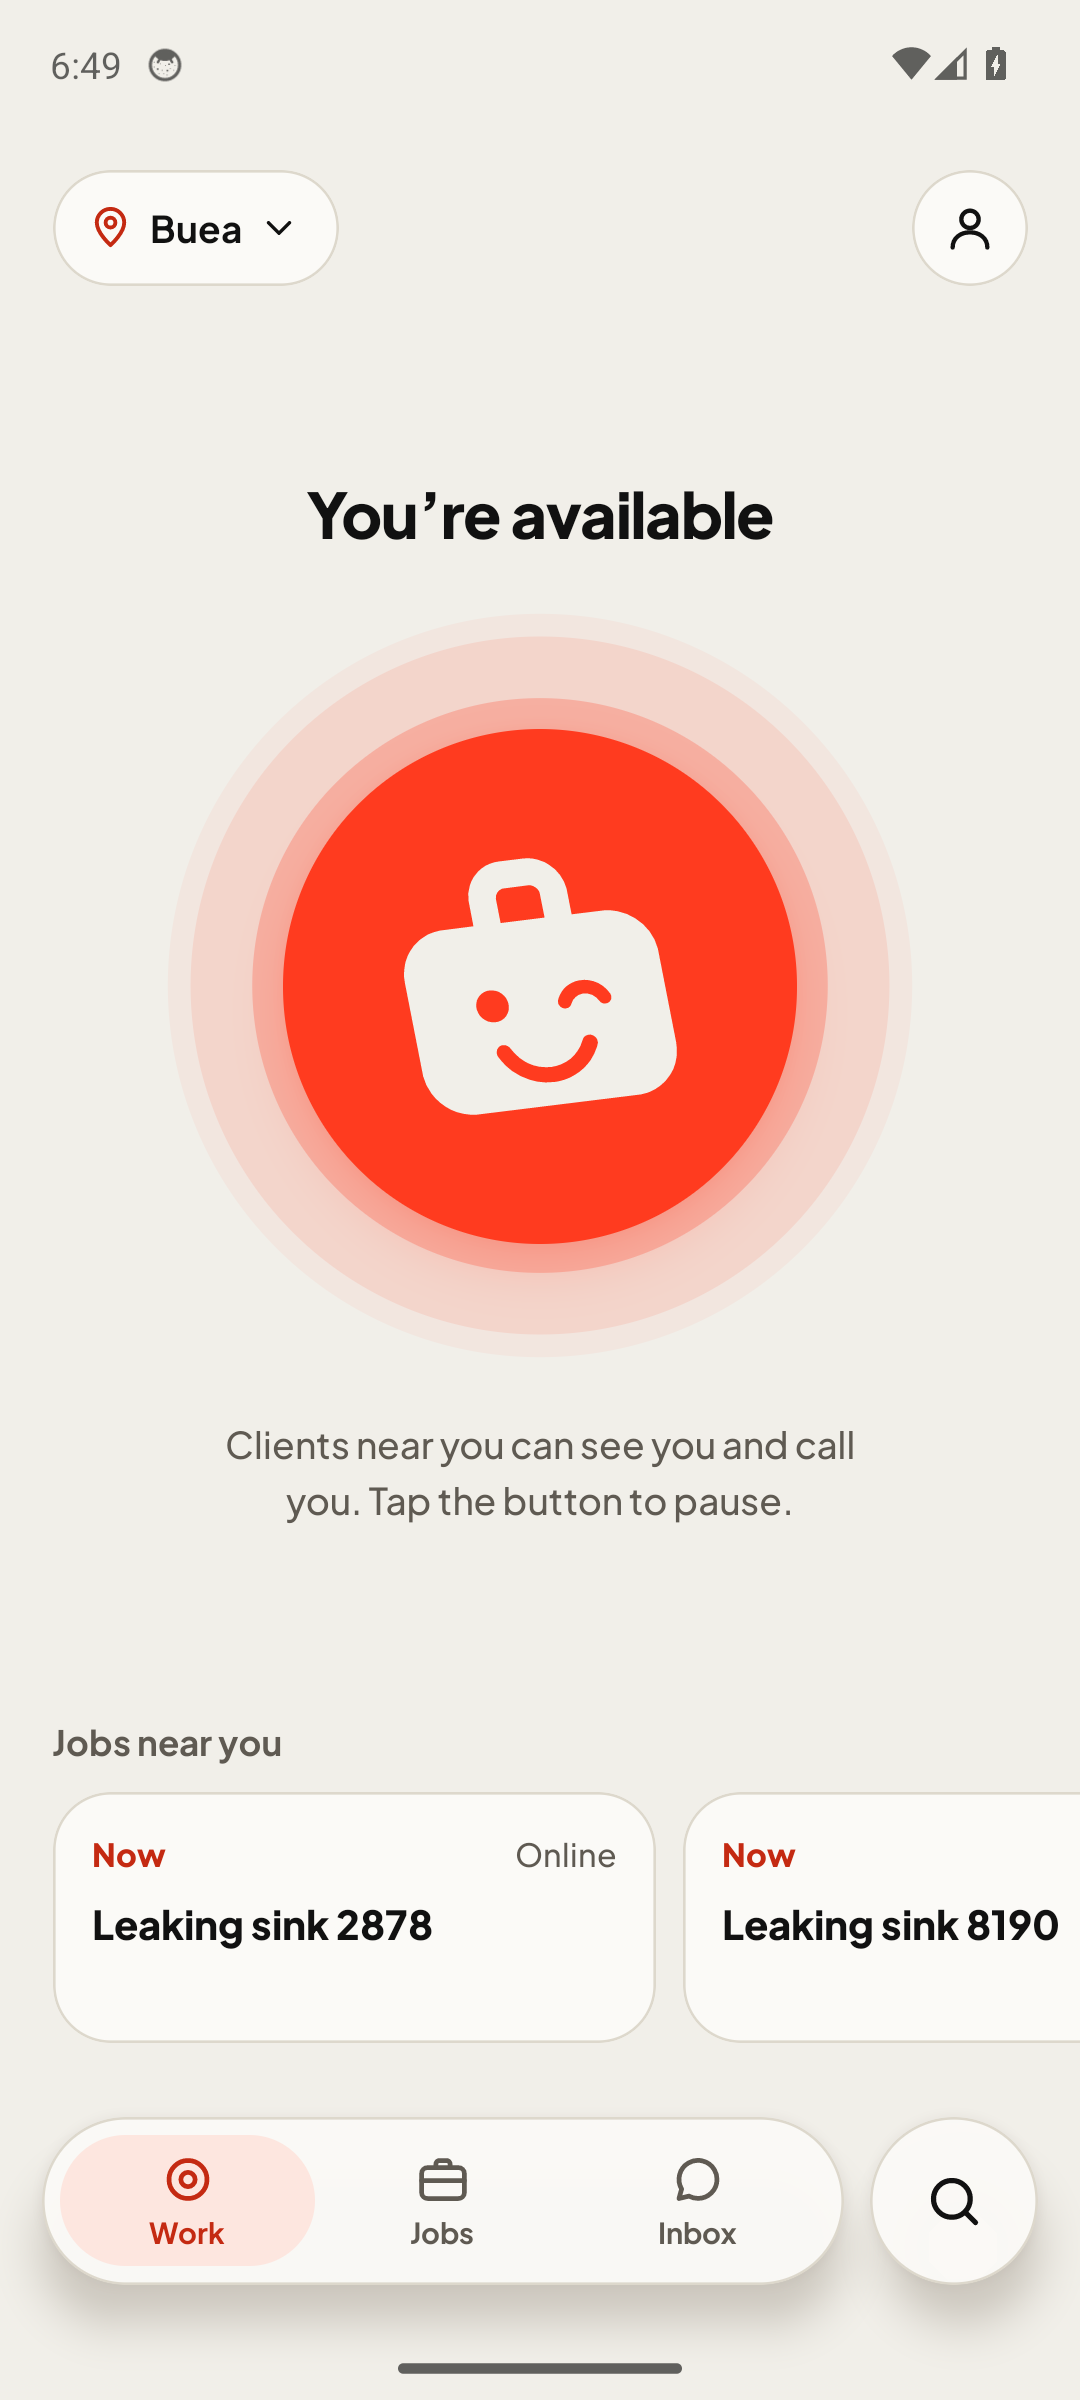 6:49
Buea
You’re available
Clients near you can see you and call
you. Tap the button to pause.
Jobs near you
Now
Online
Leaking sink 2878
Now
Leaking sink 8190
Work
Jobs
Inbox